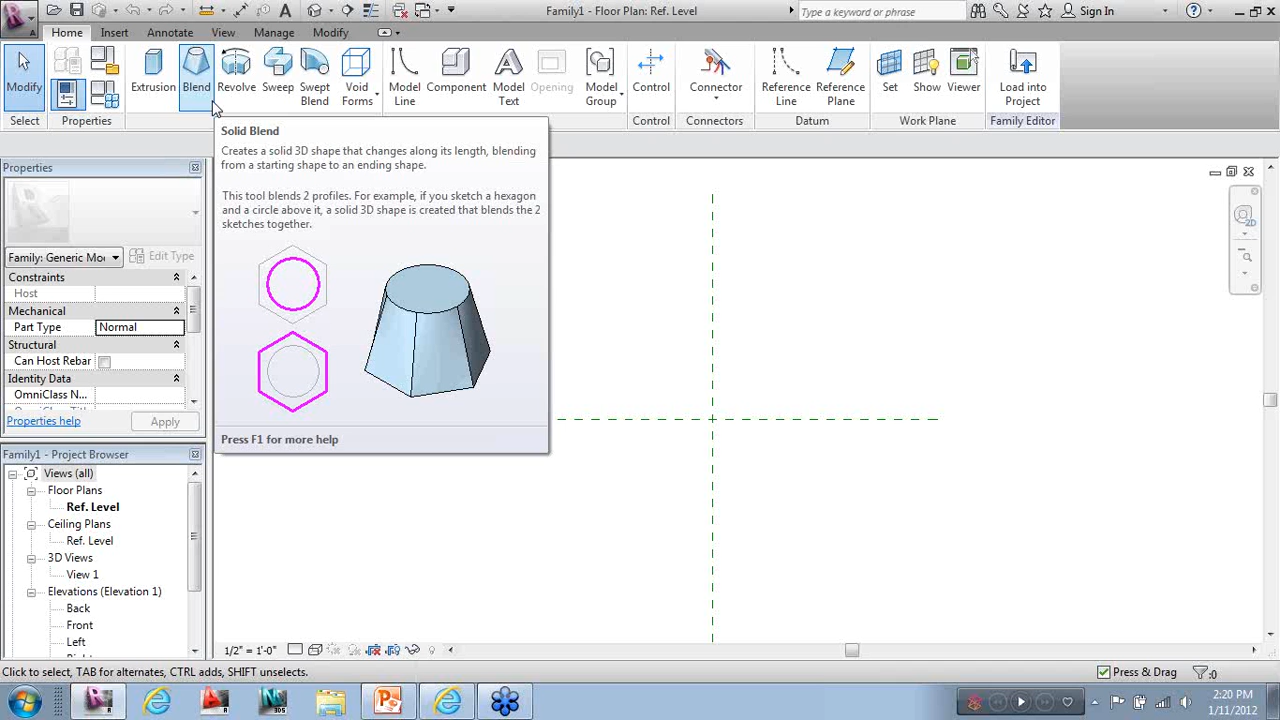 Family1 - Floor Plan: Ref. Level
Type a keyword or phrase
Sign In
Home
Insert
Annotate
View
Manage
Modify
Modify
Extrusion
Blend
Revolve
Sweep
Swept
Blend
Void
Forms
Model
Line
Component
Model
Text
Opening
Model
Group
Control
Connector
Reference
Line
Reference
Plane
Set
Show
Viewer
Load into
Project
Select
Properties
Control
Connectors
Datum
Work Plane
Family Editor
Solid Blend
Creates a solid 3D shape that changes along its length, blending
from a starting shape to an ending shape.
This tool blends 2 profiles. For example, if you sketch a hexagon
and a circle above it, a solid 3D shape is created that blends the 2
sketches together.
Press F1 for more help
Properties
Family: Generic Mo
Edit Type
Constraints
Host
Mechanical
Part Type
Normal
Structural
Can Host Rebar
Identity Data
OmniClass N...
Properties help
Apply
Family1 - Project Browser
Views (all)
Floor Plans
Ref. Level
Ceiling Plans
Ref. Level
3D Views
View 1
Elevations (Elevation 1)
Back
Front
Left
2D
1/2" = 1'-0"
Click to select, TAB for alternates, CTRL adds, SHIFT unselects.
Press & Drag
:0
2:20 PM
1/11/2012